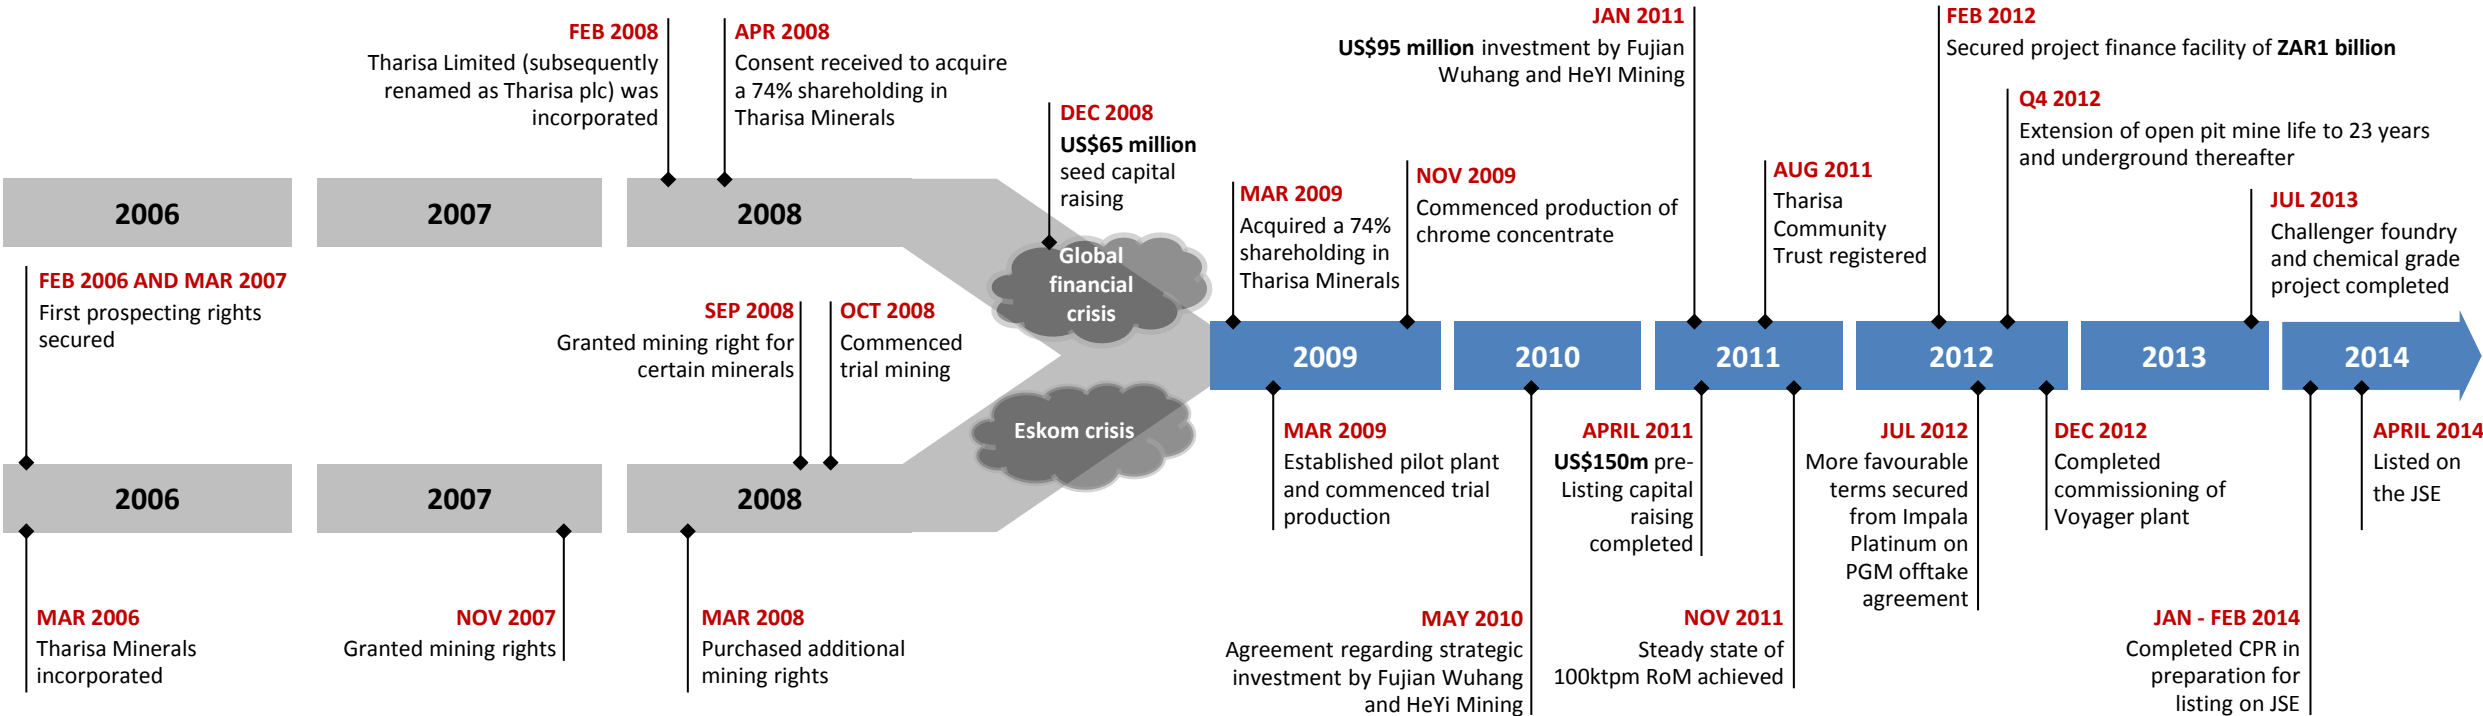 FEB 2008
Tharisa Limited (subsequently
renamed as Tharisa plc) was
incorporated
APR 2008
Consent received to acquire
a 74% shareholding in
Tharisa Minerals
DEC 2008
US$65 million
seed capital
raising
2006
2007
2008
FEB 2006 AND MAR 2007
First prospecting rights
secured
SEP 2008
Granted mining right for
certain minerals
OCT 2008
Commenced
trial mining
Global
financial
crisis
Eskom crisis
2006
2007
2008
MAR 2006
Tharisa Minerals
incorporated
NOV 2007
Granted mining rights
MAR 2008
Purchased additional
mining rights
MAR 2009
Acquired a 74%
shareholding in
Tharisa Minerals
NOV 2009
Commenced production of
chrome concentrate
JAN 2011
US$95 million investment by Fujian
Wuhang and HeYI Mining
AUG 2011
Tharisa
Community
Trust registered
FEB 2012
Secured project finance facility of ZAR1 billion
Q4 2012
Extension of open pit mine life to 23 years
and underground thereafter
JUL 2013
Challenger foundry
and chemical grade
project completed
2009
2010
2011
2012
2013
2014
MAR 2009
Established pilot plant
and commenced trial
production
MAY 2010
Agreement regarding strategic
investment by Fujian Wuhang
and HeYi Mining
APRIL 2011
US$150m pre-
Listing capital
raising
completed
NOV 2011
Steady state of
100ktpm RoM achieved
JUL 2012
More favourable
terms secured
from Impala
Platinum on
PGM offtake
agreement
DEC 2012
Completed
commissioning of
Voyager plant
JAN - FEB 2014
Completed CPR in
preparation for
listing on JSE
APRIL 2014
Listed on
the JSE